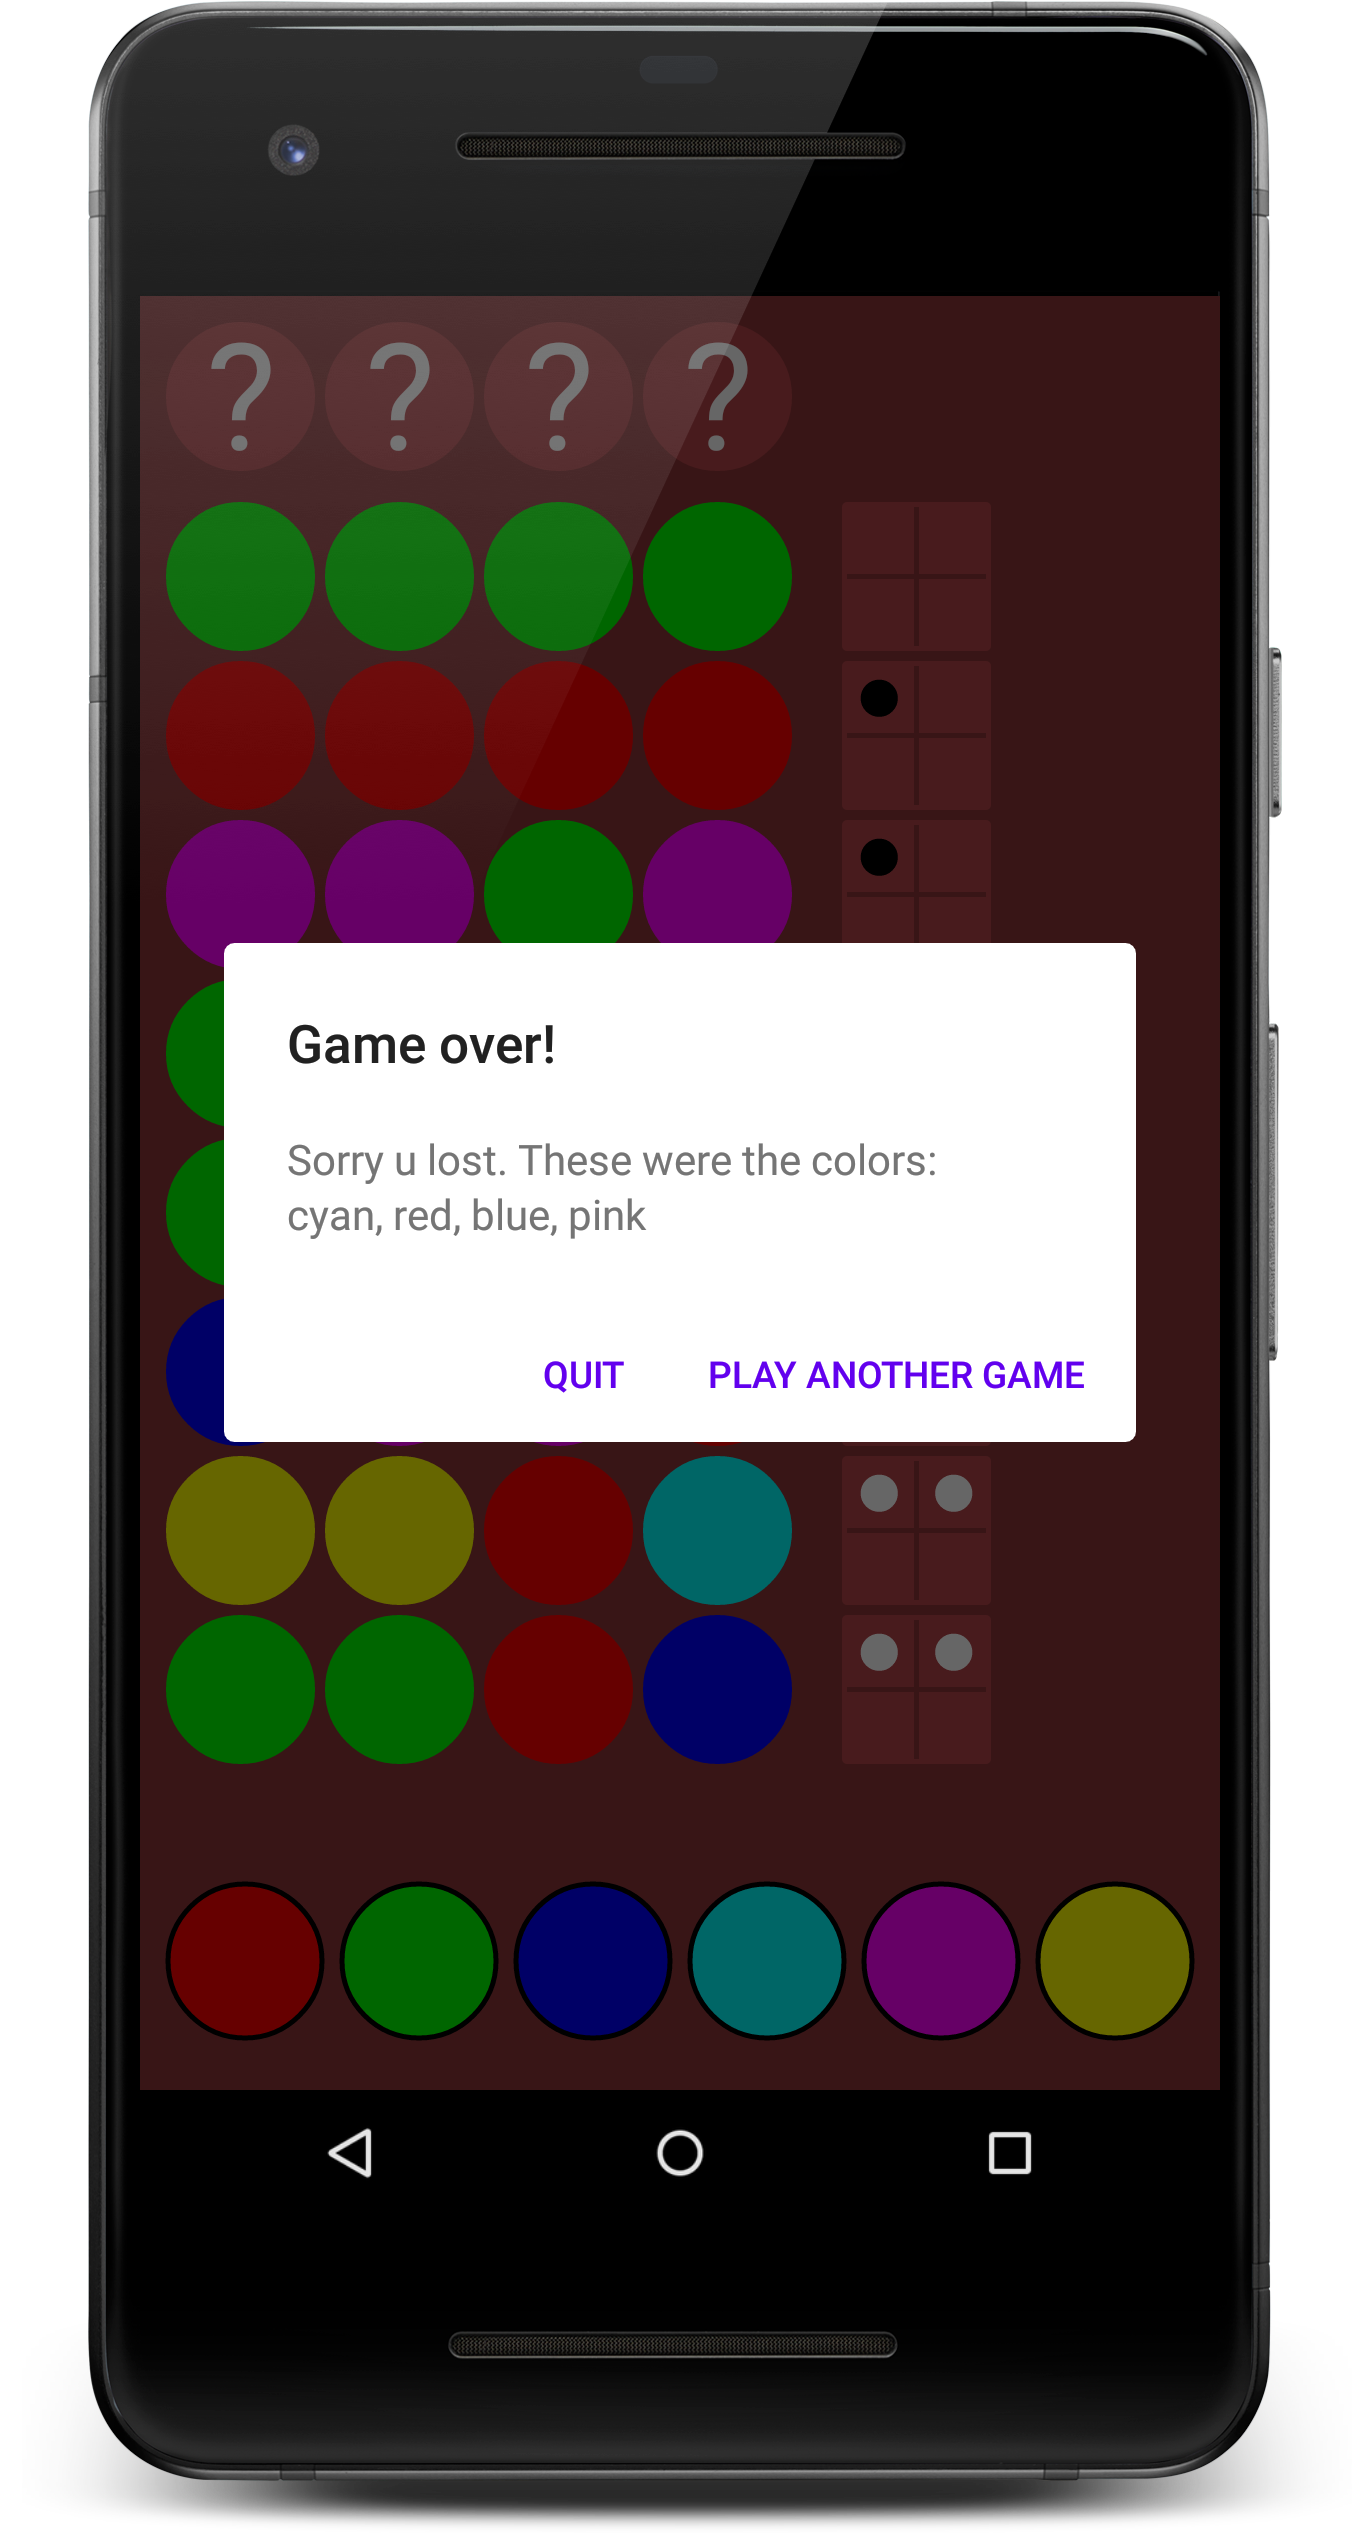 ? ? ? ?
Game over!
Sorry u lost. These were the colors:
cyan, red, blue, pink
QUIT PLAY ANOTHER GAME